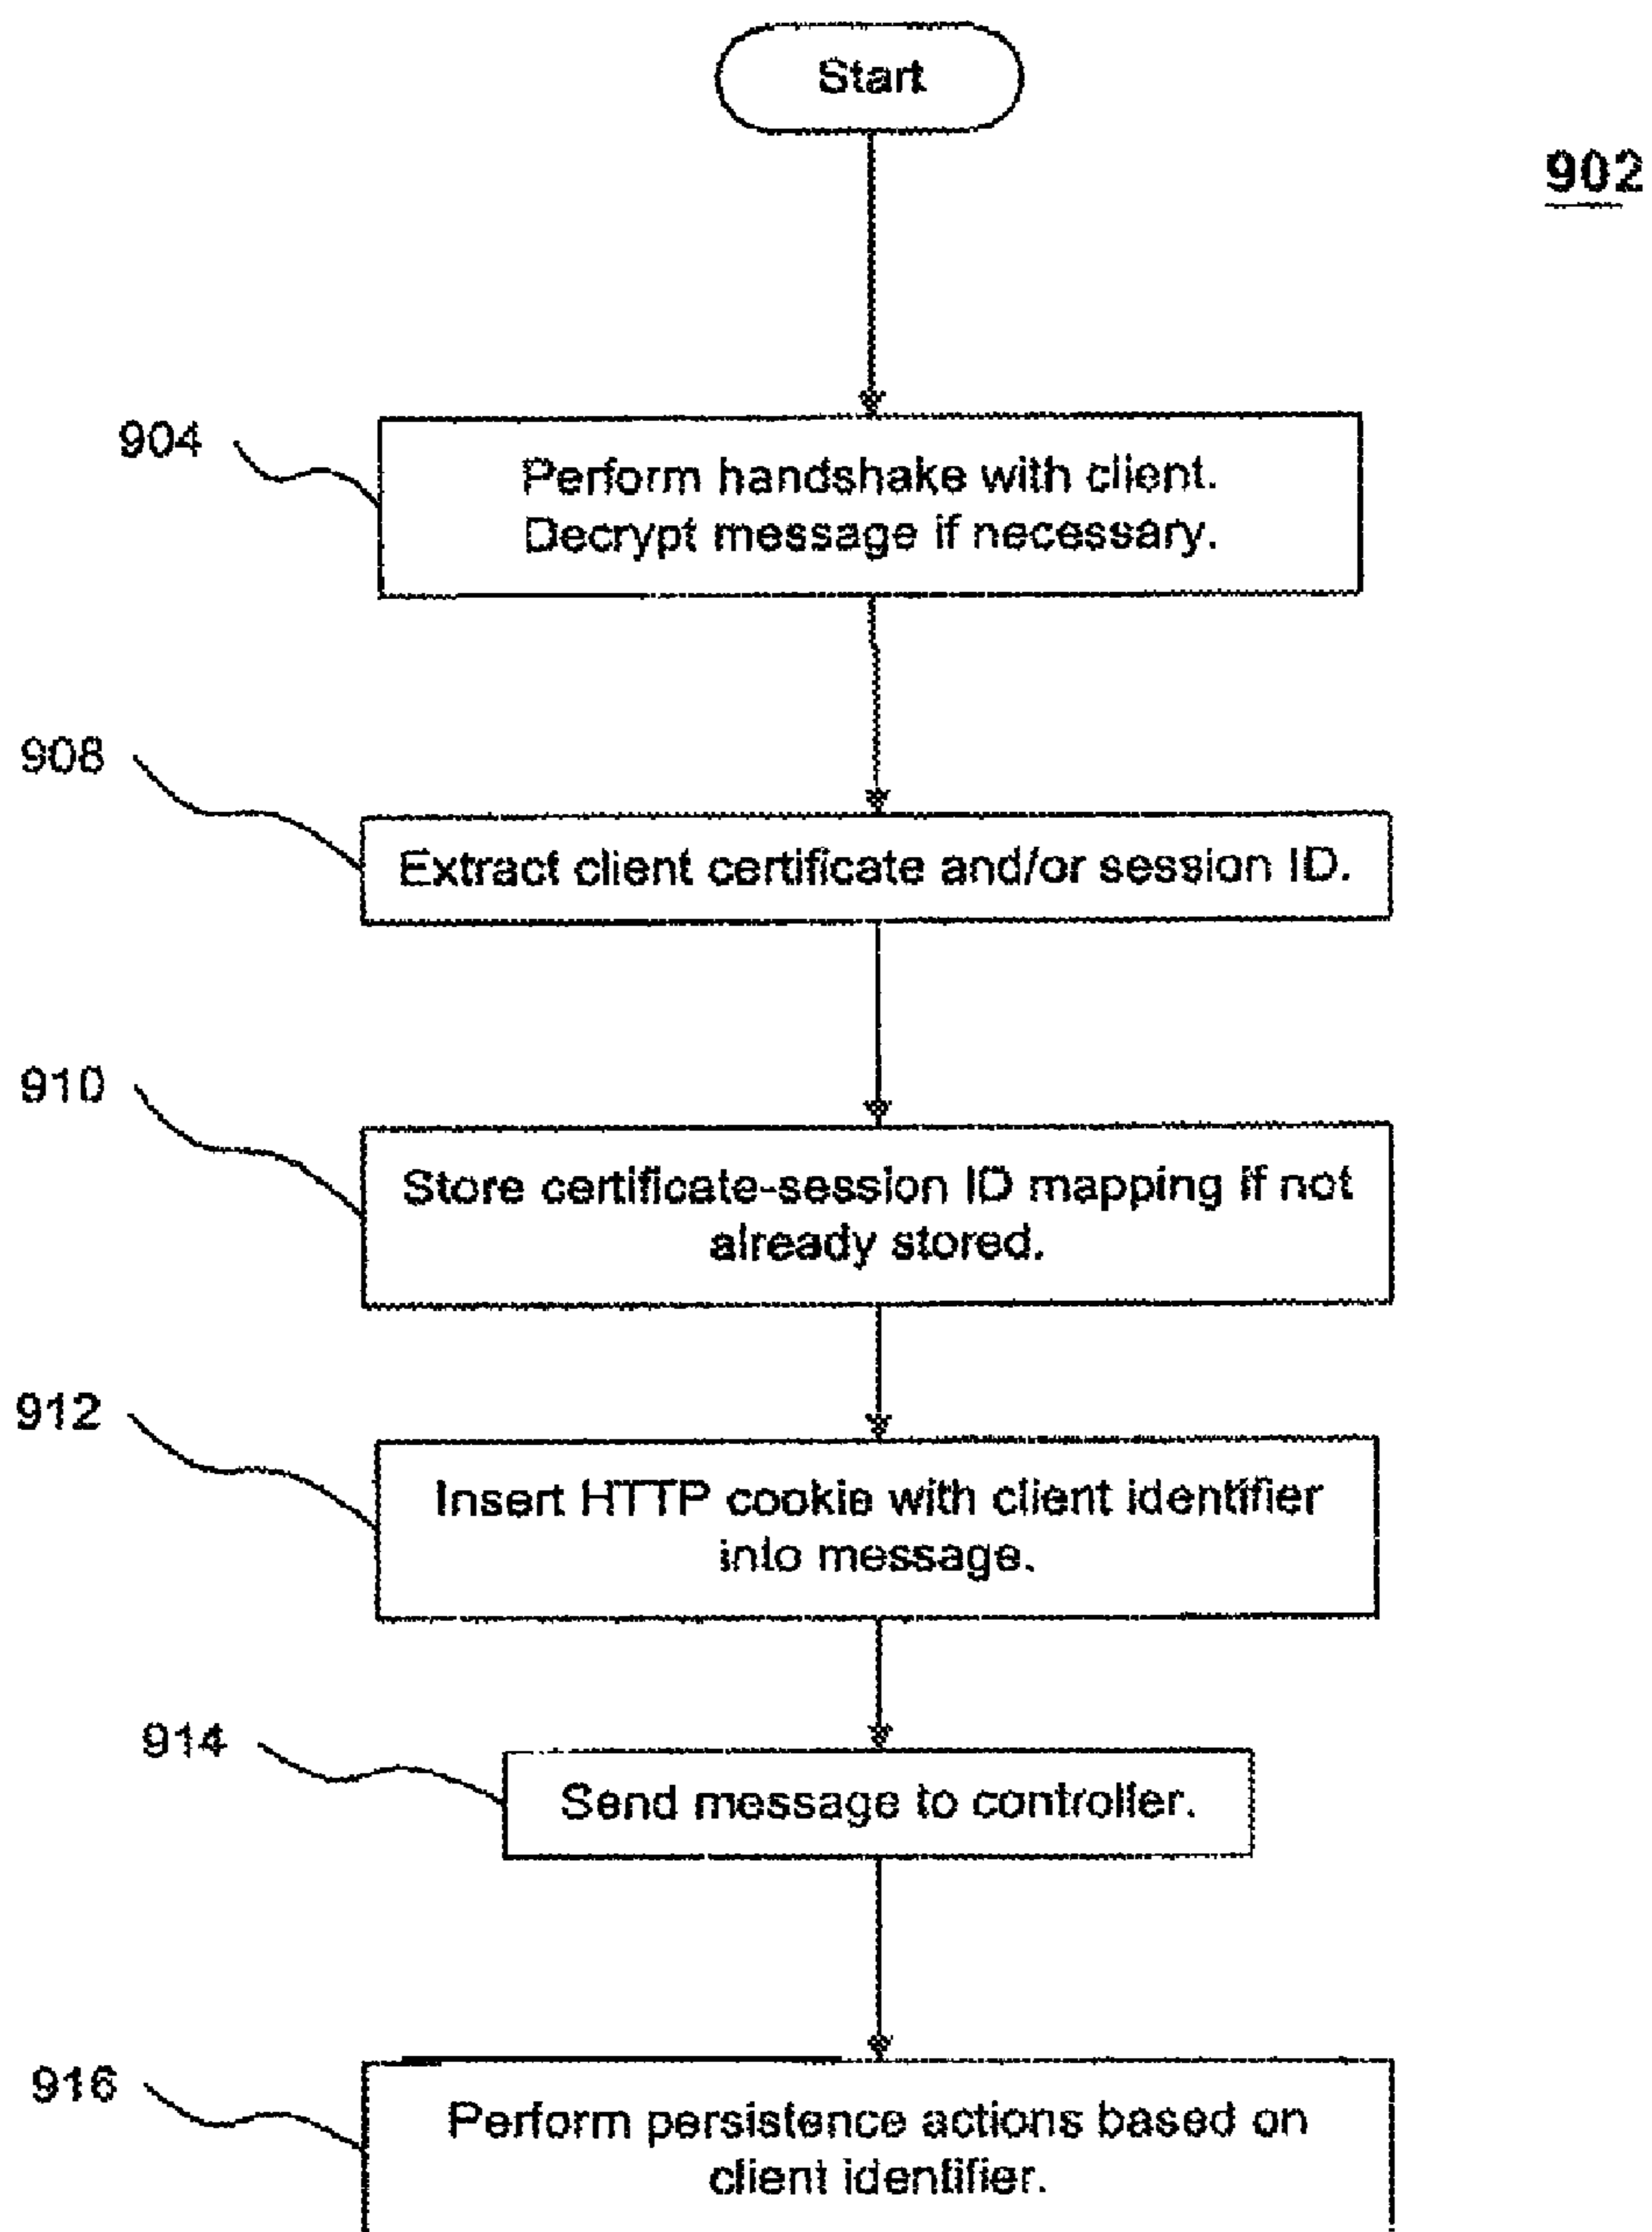 Start
902
904
Perform handshake with client.
Decrypt message if necessary.
908
Extract client certificate and/or session ID.
910
Store certificate-session ID mapping if not
already stored.
912
Insert HTTP cookie with client identifier
into message.
914
Send message to controller.
916
Perform persistence actions based on
client identifier.